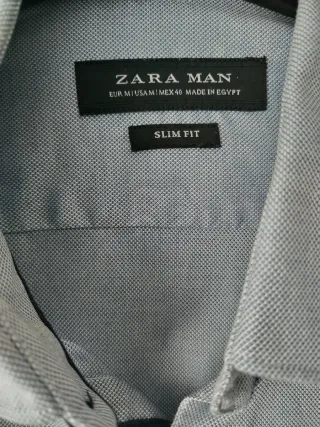 ZARA MAN
EUR M | USA M | MEX 40 MADE IN EGYPT
SLIM FIT